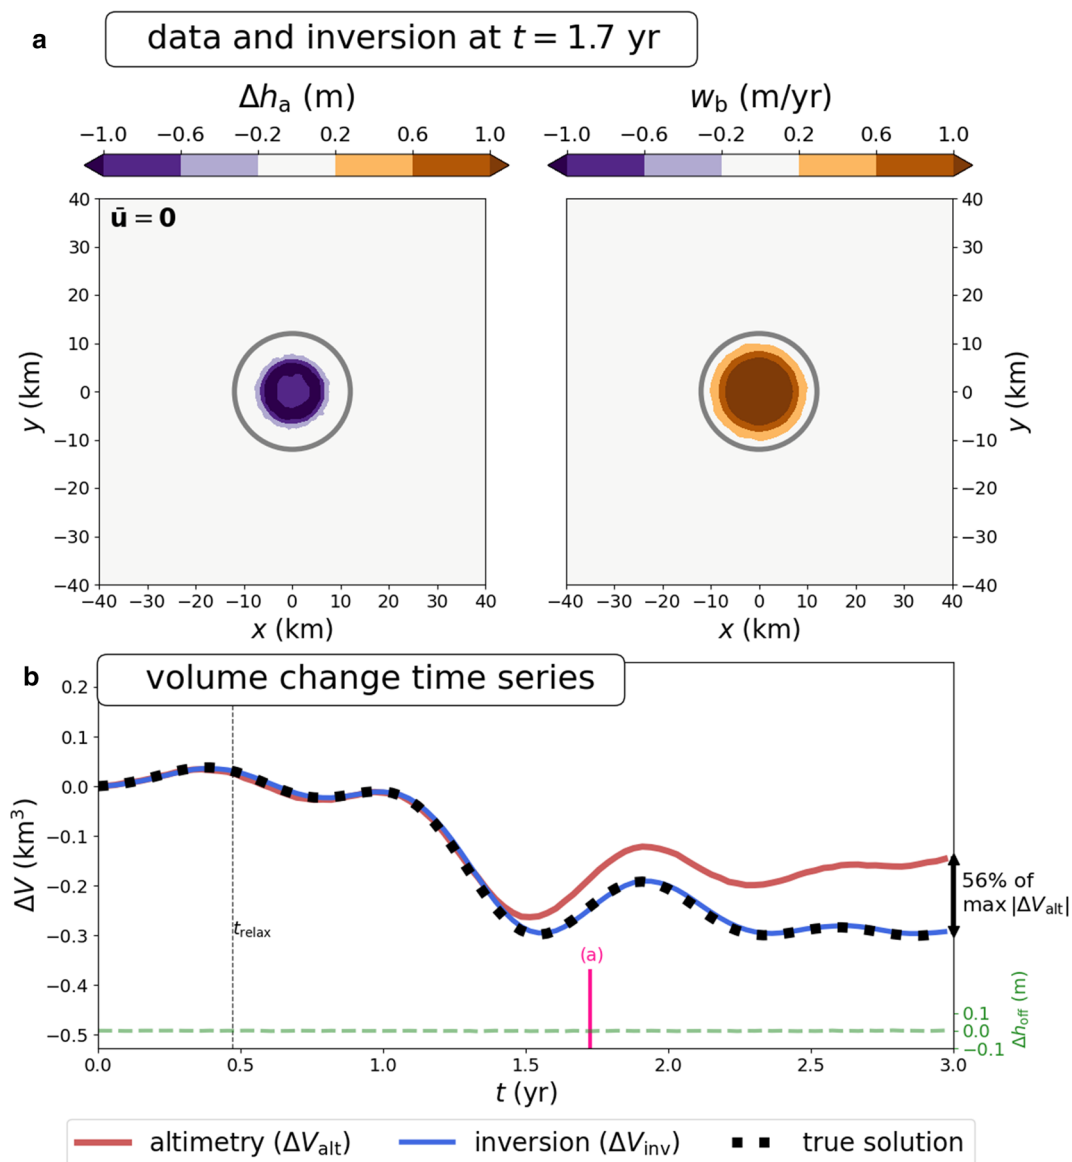 a
data and inversion at t = 1.7 yr
Δhₐ (m)
w_b (m/yr)
−1.0 −0.6 −0.2 0.2 0.6 1.0
−1.0 −0.6 −0.2 0.2 0.6 1.0
ū = 0
y (km)
40
30
20
10
0
−10
−20
−30
−40
40
30
20
10
0
−10
−20
−30
−40
y (km)
−40 −30 −20 −10 0 10 20 30 40
−40 −30 −20 −10 0 10 20 30 40
x (km)
x (km)
b
volume change time series
ΔV (km³)
0.2
0.1
0.0
−0.1
−0.2
−0.3
−0.4
−0.5
t_relax
(a)
56% of
max |ΔV_alt|
0.1
0.0
−0.1
Δh_off (m)
0.0 0.5 1.0 1.5 2.0 2.5 3.0
t (yr)
altimetry (ΔV_alt) inversion (ΔV_inv) true solution